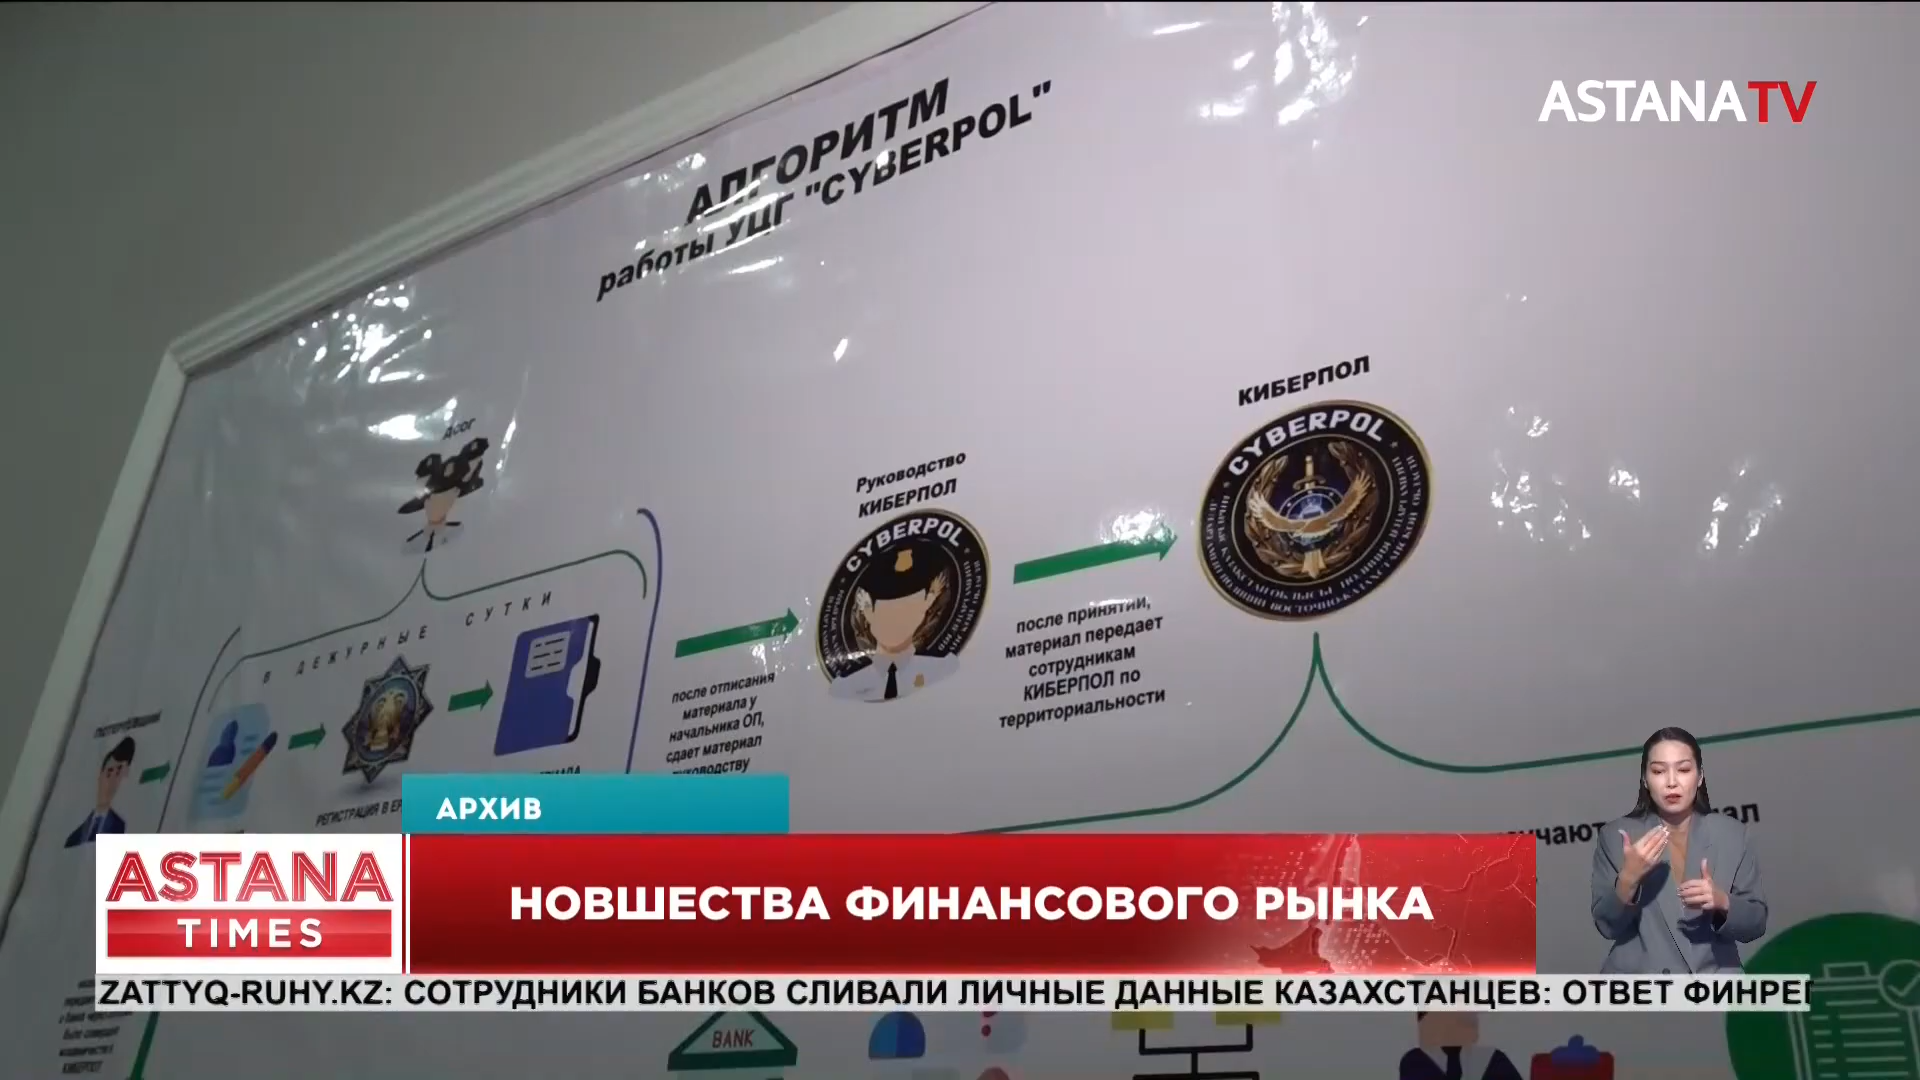 ASTANATV
АЛГОРИТМ
работы УЦГ "CYBERPOL"
КИБЕРПОЛ
CYBERPOL
ДСОГ
Руководство
КИБЕРПОЛ
CYBERPOL
В ДЕЖУРНЫЕ СУТКИ
после принятии,
материал передает
сотрудникам
КИБЕРПОЛ по
территориальности
после отписания
материала у
начальника ОП,
сдает материал
руководству
РЕГИСТРАЦИЯ В
АРХИВ
ASTANA
TIMES
НОВШЕСТВА ФИНАНСОВОГО РЫНКА
ZATTYQ-RUHY.KZ: СОТРУДНИКИ БАНКОВ СЛИВАЛИ ЛИЧНЫЕ ДАННЫЕ КАЗАХСТАНЦЕВ: ОТВЕТ ФИНРЕГ
BANK